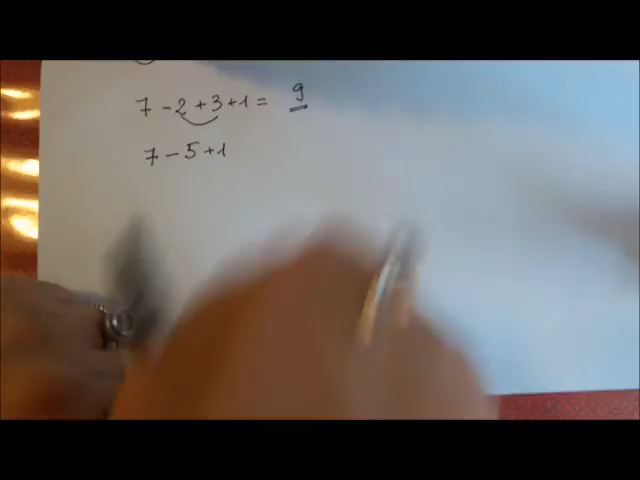 7 - 2 + 3 + 1 = 9
7 - 5 + 1